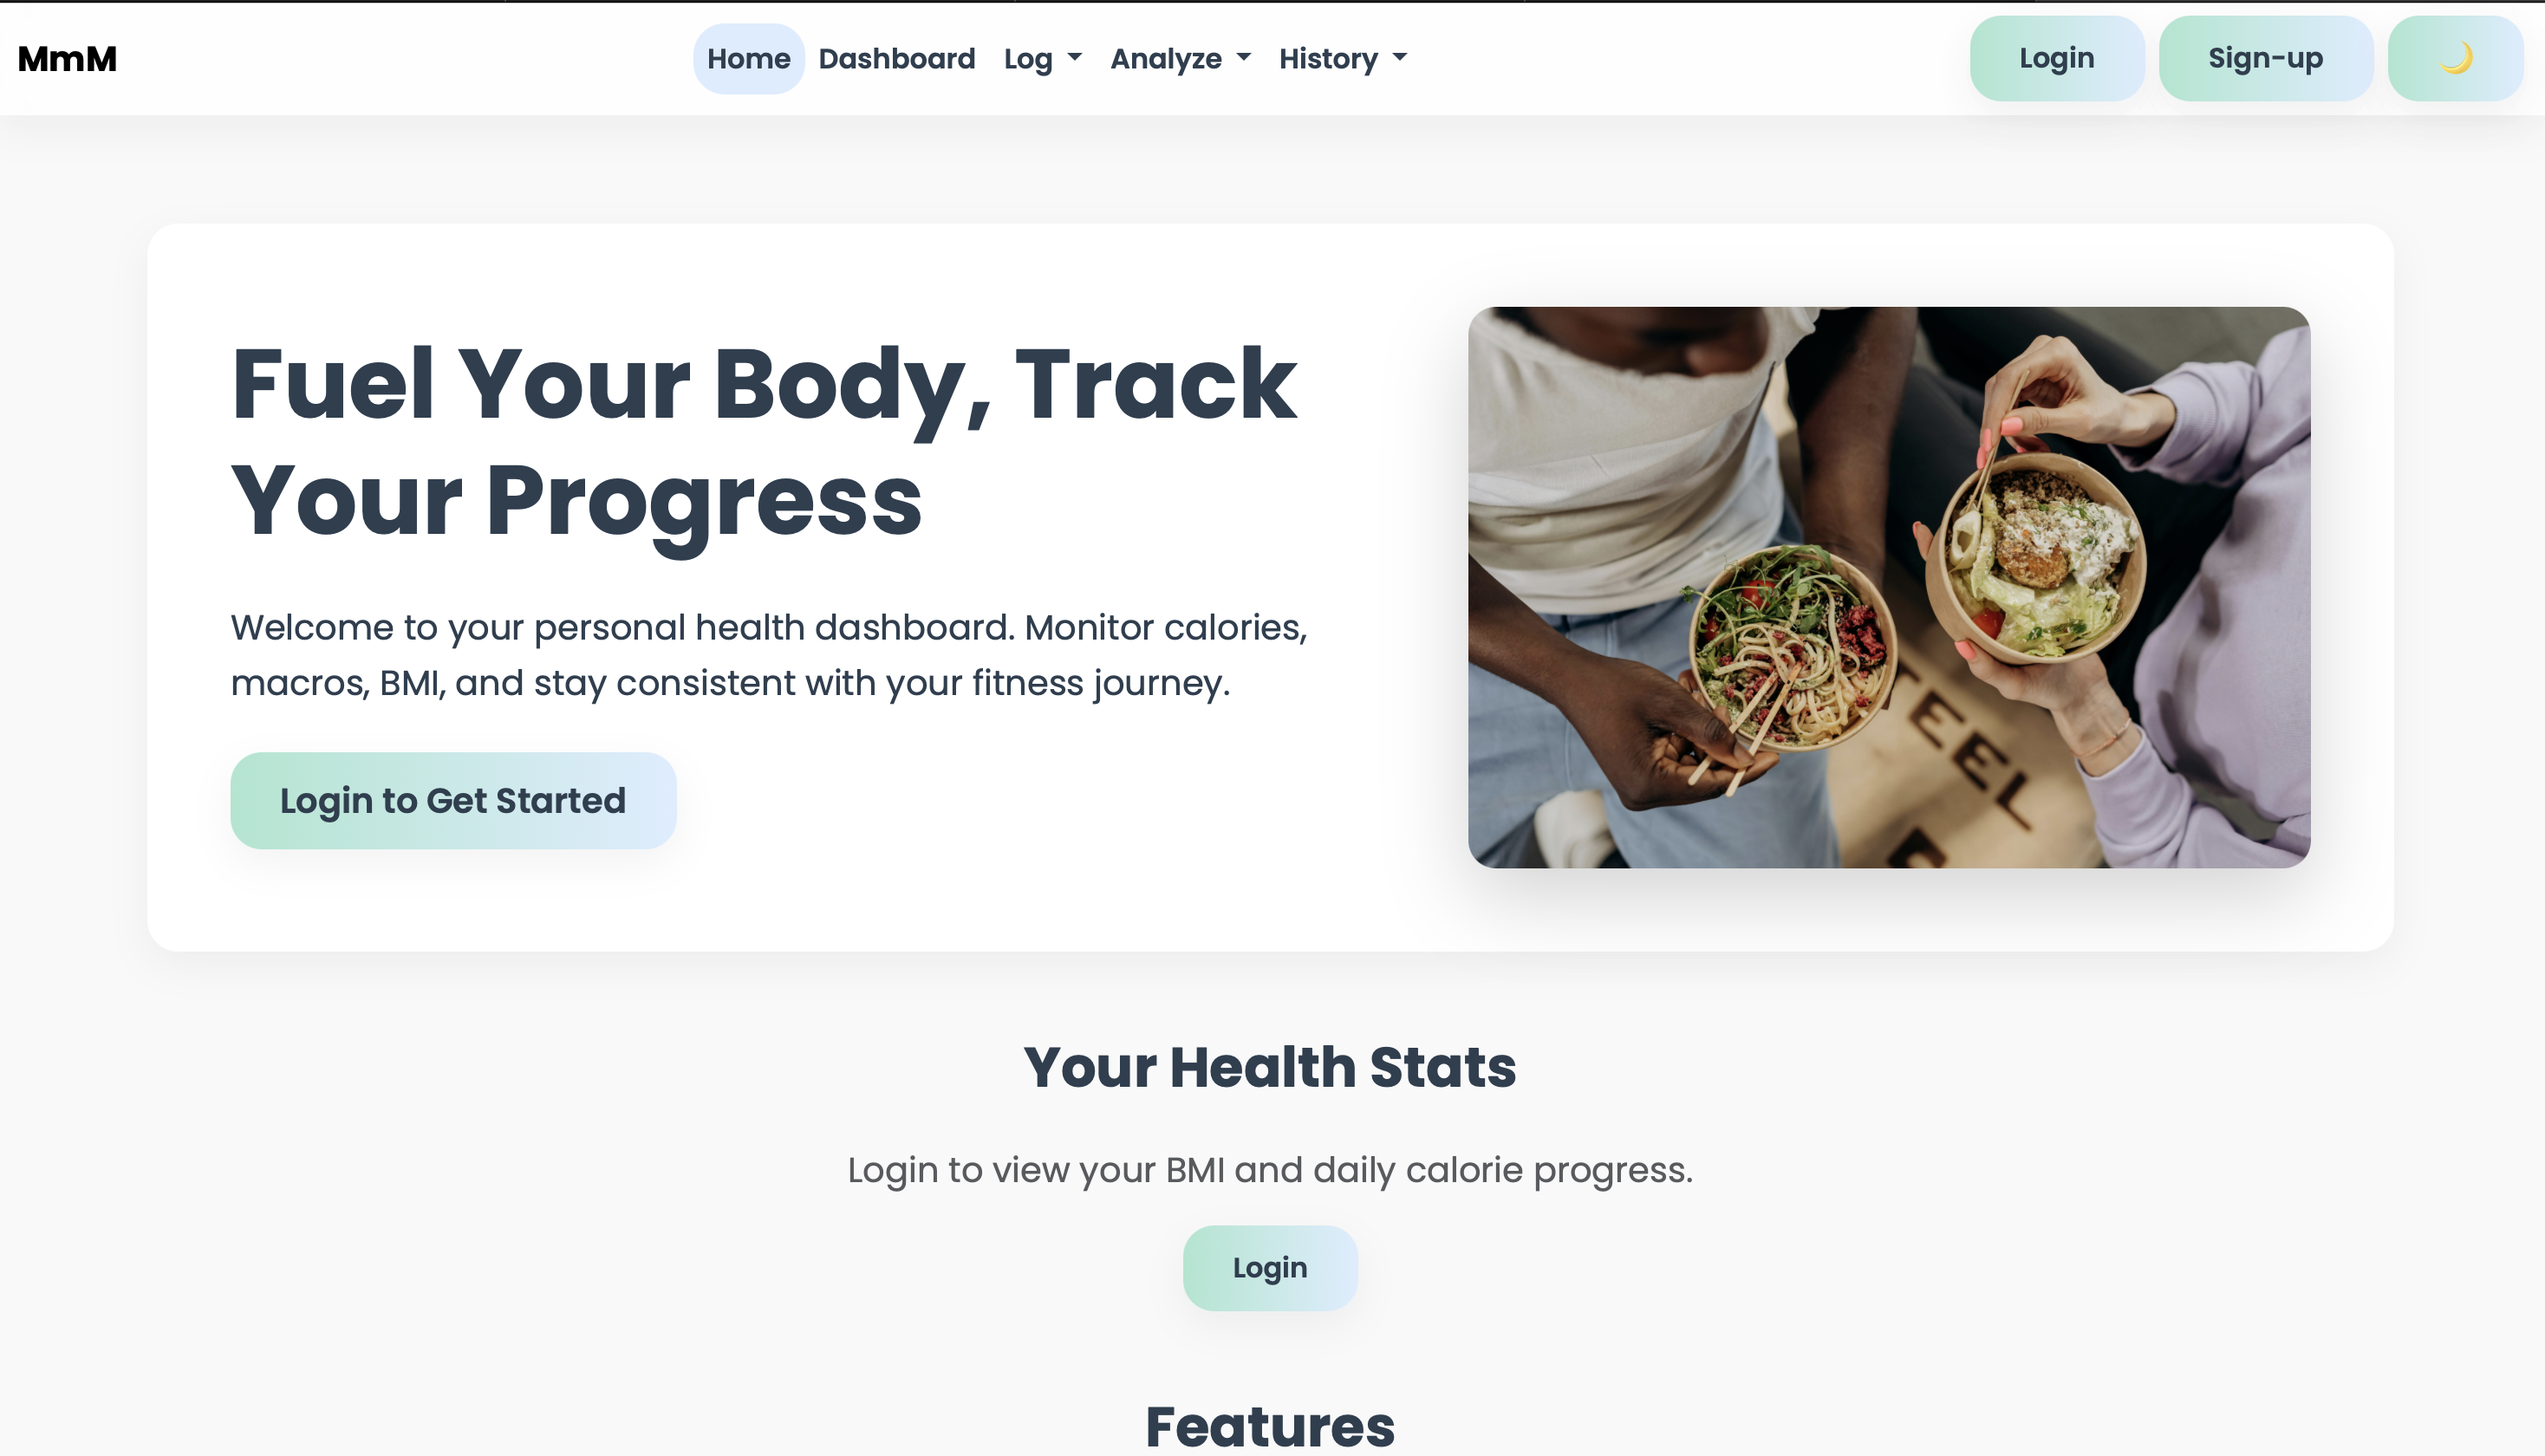 MmM
Home Dashboard Log Analyze History
Login Sign-up
Fuel Your Body, Track
Your Progress
Welcome to your personal health dashboard. Monitor calories,
macros, BMI, and stay consistent with your fitness journey.
Login to Get Started
TEEL
Your Health Stats
Login to view your BMI and daily calorie progress.
Login
Features